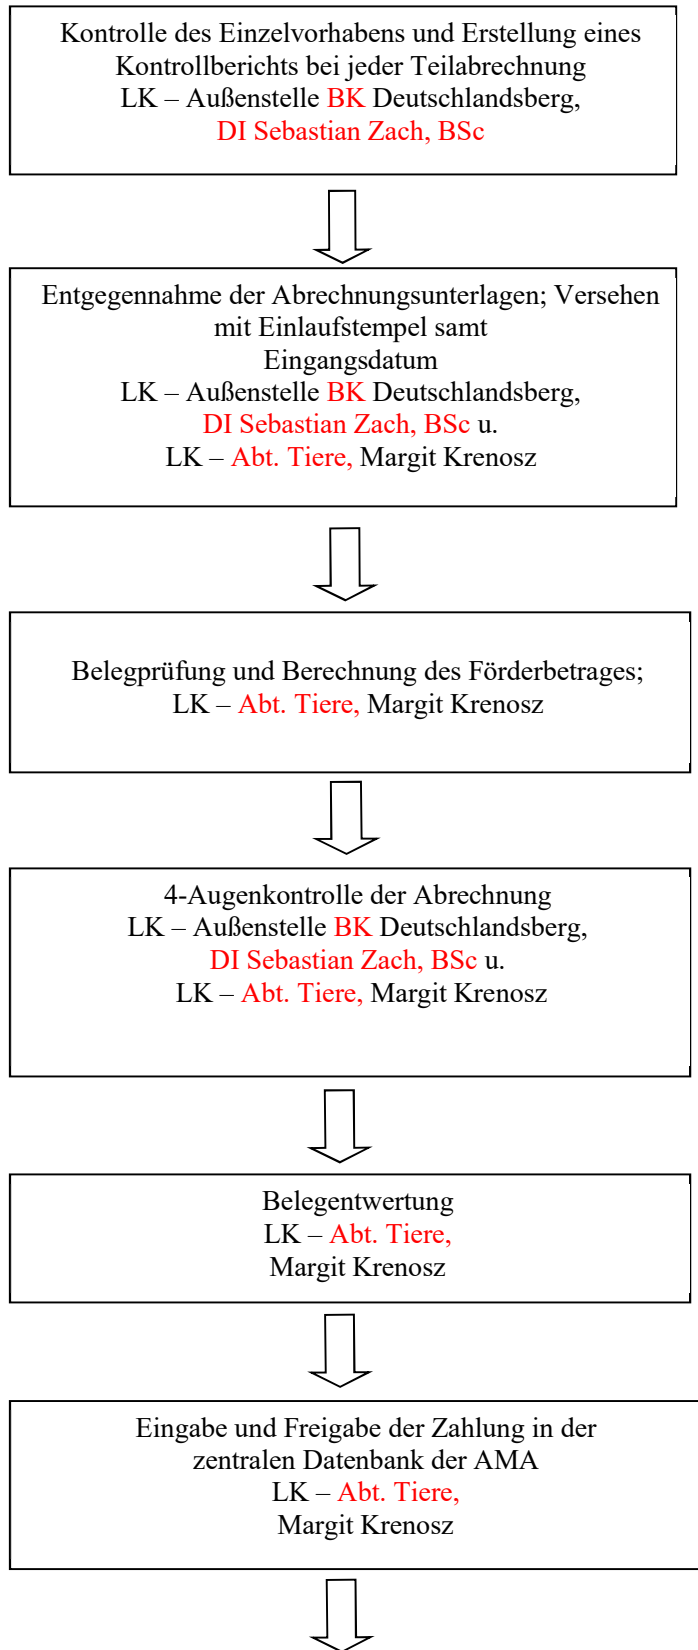 Kontrolle des Einzelvorhabens und Erstellung eines
Kontrollberichts bei jeder Teilabrechnung
LK – Außenstelle BK Deutschlandsberg,
DI Sebastian Zach, BSc
Entgegennahme der Abrechnungsunterlagen; Versehen
mit Einlaufstempel samt
Eingangsdatum
LK – Außenstelle BK Deutschlandsberg,
DI Sebastian Zach, BSc u.
LK – Abt. Tiere, Margit Krenosz
Belegprüfung und Berechnung des Förderbetrages;
LK – Abt. Tiere, Margit Krenosz
4-Augenkontrolle der Abrechnung
LK – Außenstelle BK Deutschlandsberg,
DI Sebastian Zach, BSc u.
LK – Abt. Tiere, Margit Krenosz
Belegentwertung
LK – Abt. Tiere,
Margit Krenosz
Eingabe und Freigabe der Zahlung in der
zentralen Datenbank der AMA
LK – Abt. Tiere,
Margit Krenosz